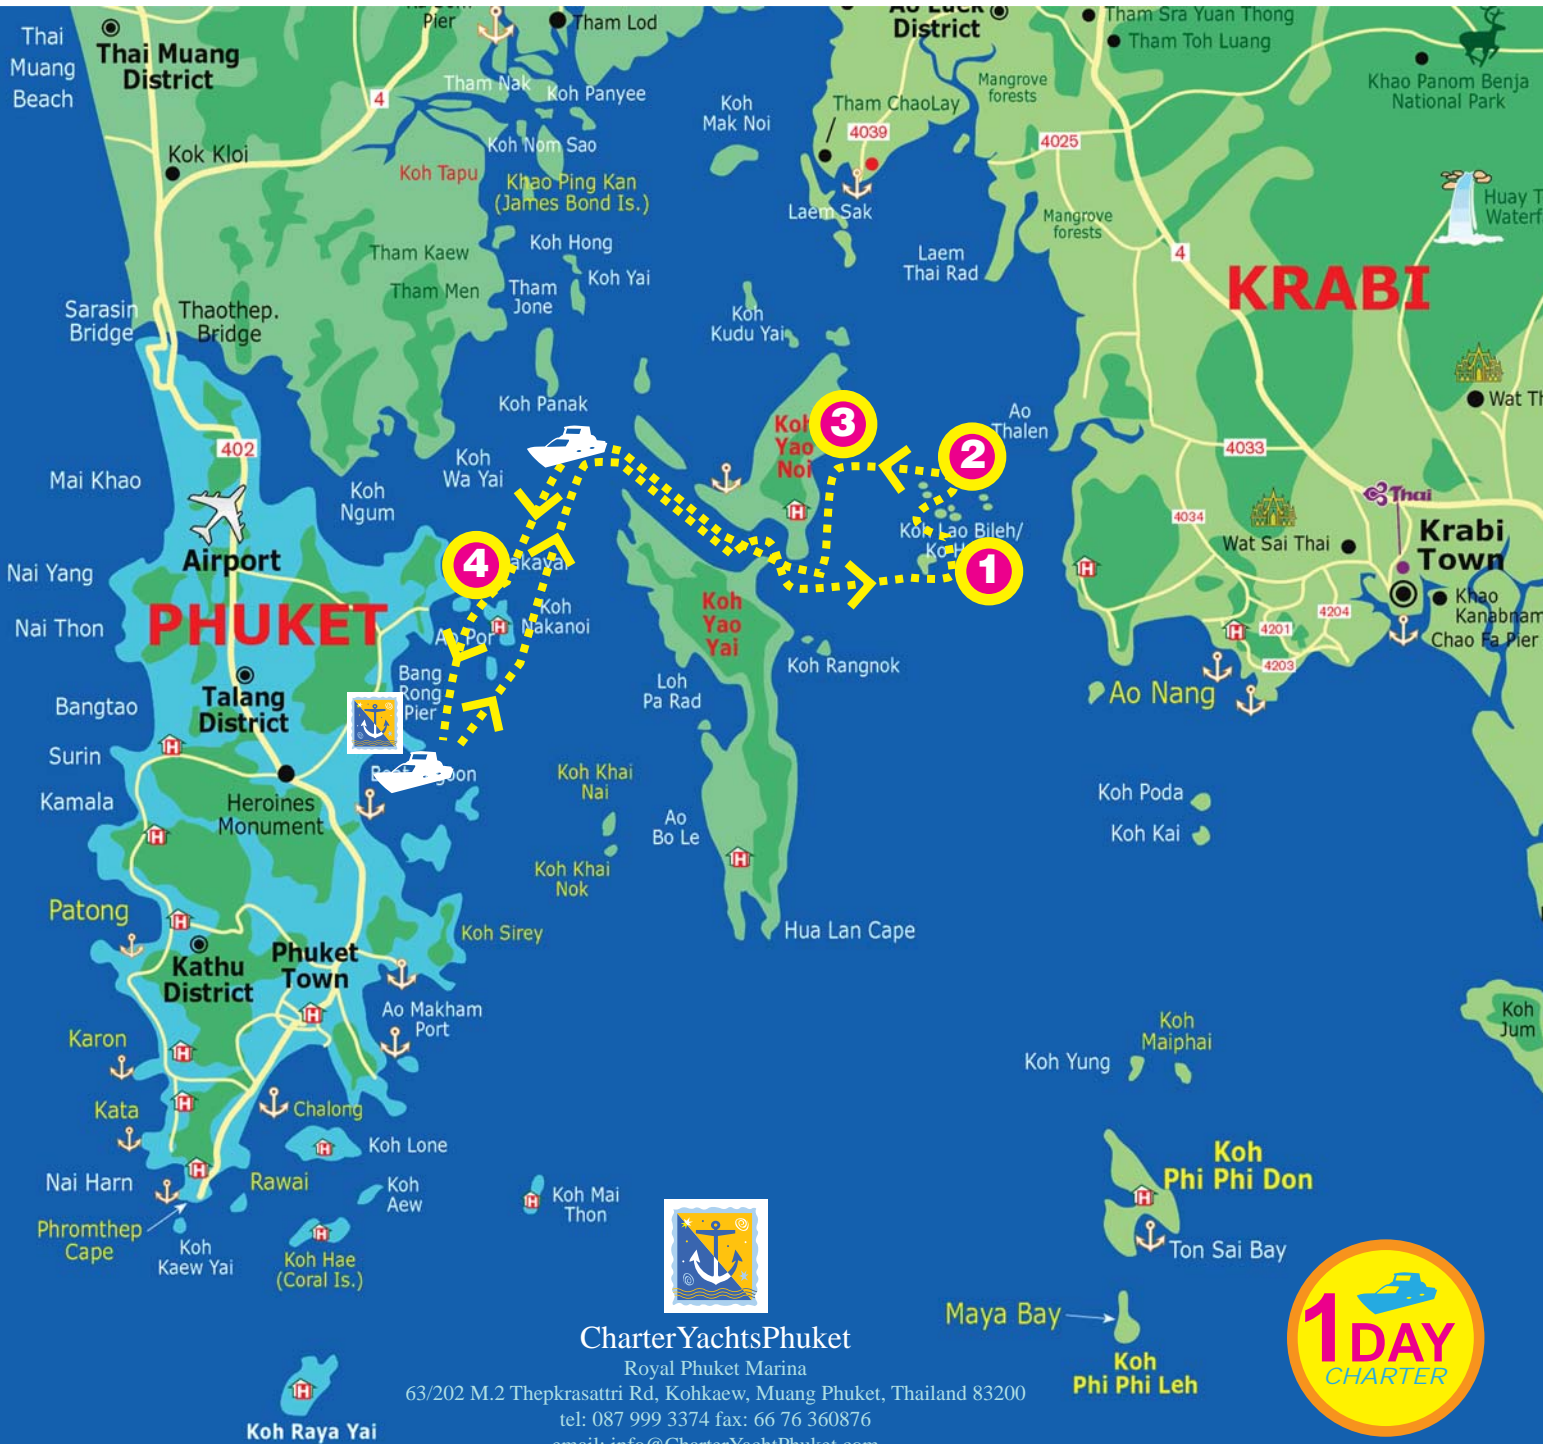 Thai
Muang
Beach
Thai Muang
District
Pier
Tham Lod
Ao Luek
District
Tham Sra Yuan Thong
Tham Toh Luang
Khao Panom Benja
National Park
4
Tham Nak
Koh Panyee
Koh
Mak Noi
Mangrove
forests
Tham ChaoLay
4039
4025
Kok Kloi
Koh Nom Sao
Koh Tapu
Khao Ping Kan
(James Bond Is.)
Laem Sak
Mangrove
forests
Huay
Waterf
4
Tham Kaew
Koh Hong
Koh Yai
Laem
Thai Rad
KRABI
Tham Men
Tham
Jone
Sarasin
Bridge
Thaothep.
Bridge
Koh
Kudu Yai
Koh Panak
Koh
Yao
Noi
3
2
1
4
Ao
Thalen
Wat Th
402
4033
Mai Khao
Koh
Wa Yai
Koh
Ngum
Thai
4034
Wat Sai Thai
Krabi
Town
Koh Lao Bileh/
Airport
Nai Yang
Khao
Kanabnam
Chao Fa Pier
4204
4201
4203
PHUKET
Nai Thon
Koh
Nakanoi
Ao Por
Koh
Yao
Yai
Koh Rangnok
Ao Nang
Talang
District
Bang
Rong
Pier
Loh
Pa Rad
Bangtao
Surin
Kamala
Heroines
Monument
Koh Khai
Nai
Koh Khai
Nok
Ao
Bo Le
Koh Poda
Koh Kai
Patong
Koh Sirey
Hua Lan Cape
Kathu
District
Phuket
Town
Ao Makham
Port
Karon
Koh
Jum
Koh
Maiphai
Koh Yung
Kata
Chalong
Koh Lone
Nai Harn
Rawai
Koh
Aew
Koh Mai
Thon
Koh
Phi Phi Don
Ton Sai Bay
Phromthep
Cape
Koh
Kaew Yai
Koh Hae
(Coral Is.)
Maya Bay
Koh
Phi Phi Leh
Koh Raya Yai
CharterYachtsPhuket
Royal Phuket Marina
63/202 M.2 Thepkrasattri Rd, Kohkaew, Muang Phuket, Thailand 83200
tel: 087 999 3374 fax: 66 76 360876
email: info@CharterYachtPhuket.com
1 DAY
CHARTER